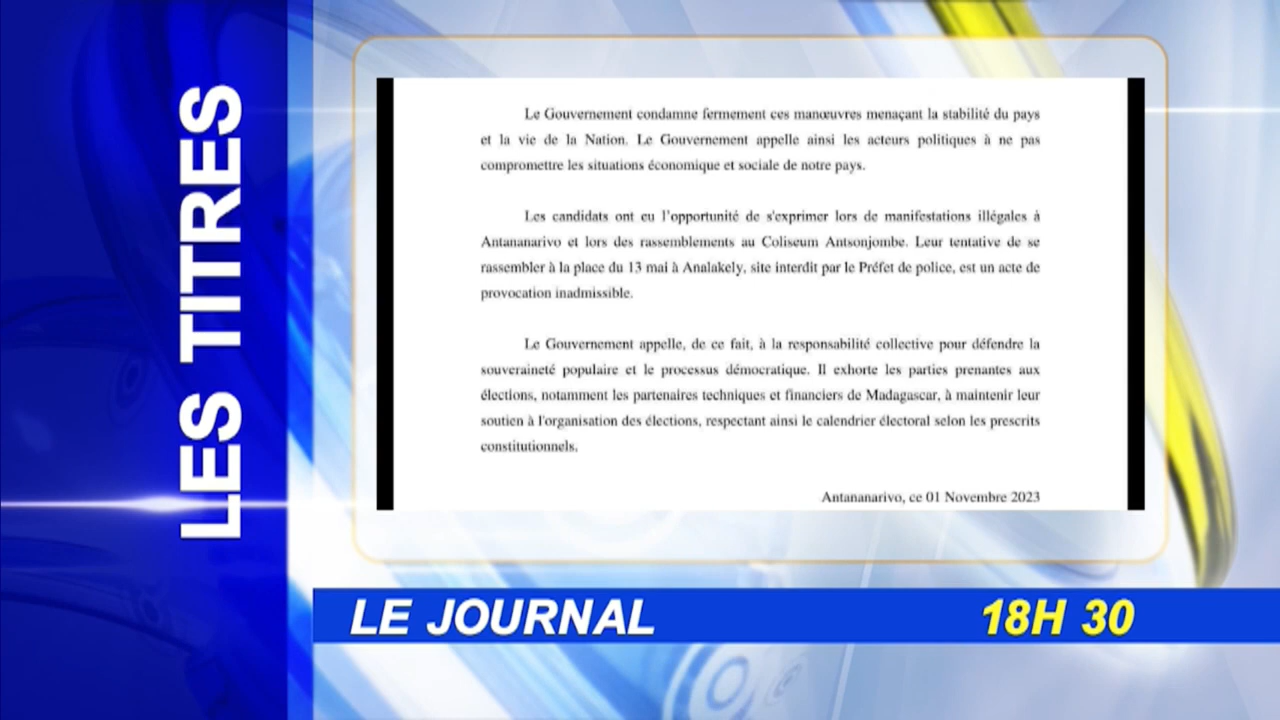 LES TITRES
Le Gouvernement condamne fermement ces manœuvres menaçant la stabilité du pays
et la vie de la Nation. Le Gouvernement appelle ainsi les acteurs politiques à ne pas
compromettre les situations économique et sociale de notre pays.
Les candidats ont eu l'opportunité de s'exprimer lors de manifestations illégales à
Antananarivo et lors des rassemblements au Coliseum Antsonjombe. Leur tentative de se
rassembler à la place du 13 mai à Analakely, site interdit par le Préfet de police, est un acte de
provocation inadmissible.
Le Gouvernement appelle, de ce fait, à la responsabilité collective pour défendre la
souveraineté populaire et le processus démocratique. Il exhorte les parties prenantes aux
élections, notamment les partenaires techniques et financiers de Madagascar, à maintenir leur
soutien à l'organisation des élections, respectant ainsi le calendrier électoral selon les prescrits
constitutionnels.
Antananarivo, ce 01 Novembre 2023
LE JOURNAL
18H 30